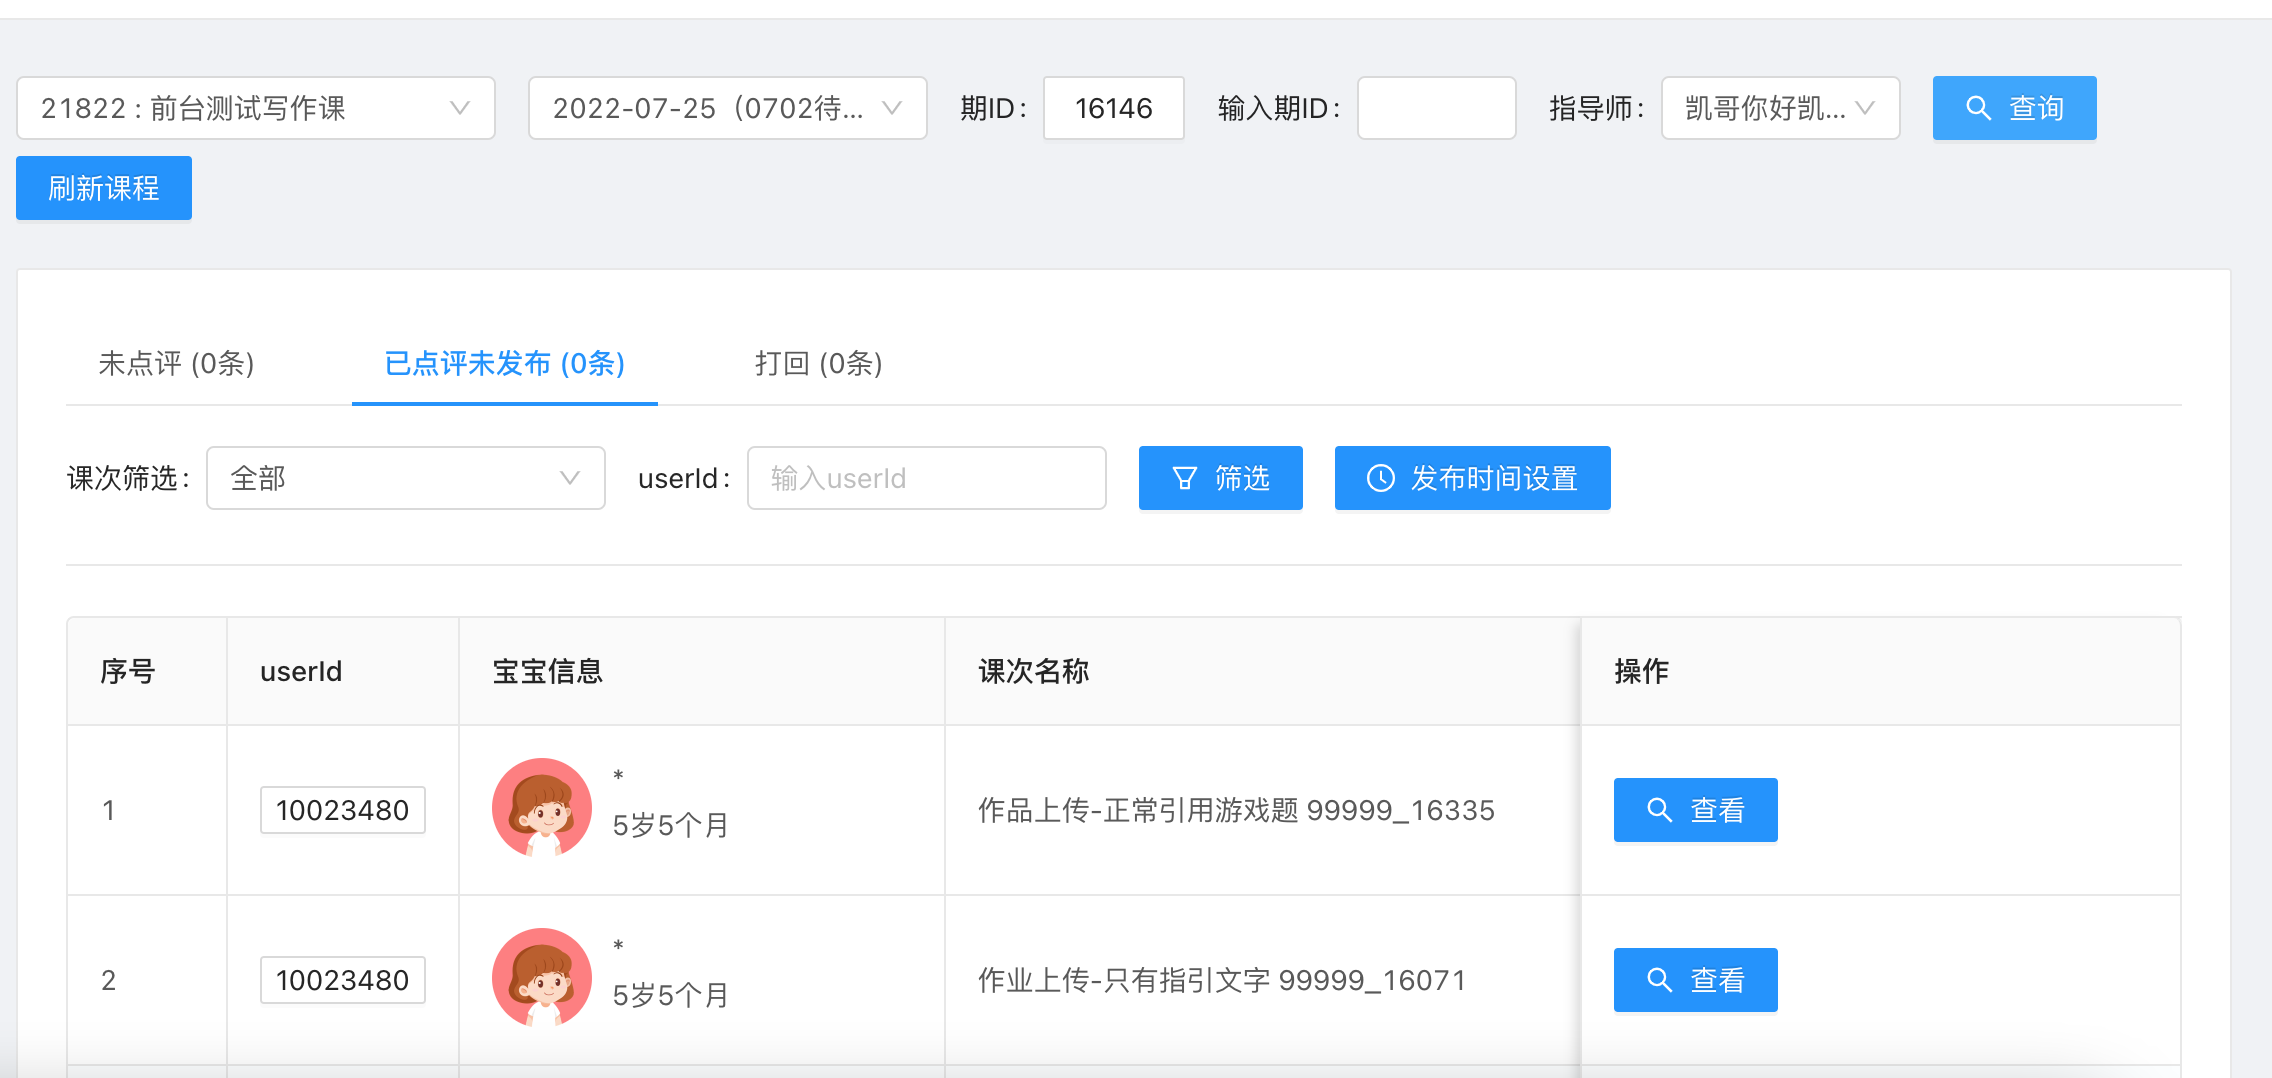 21822 : 前台测试写作课 2022-07-25（0702待... 期ID: 16146 输入期ID: 指导师: 凯哥你好凯... 查询
刷新课程
未点评 (0条) 已点评未发布 (0条) 打回 (0条)
课次筛选: 全部 userId: 输入userId 筛选 发布时间设置
序号 userId 宝宝信息 课次名称 操作
*
1 10023480 5岁5个月 作品上传-正常引用游戏题 99999_16335 查看
*
2 10023480 5岁5个月 作业上传-只有指引文字 99999_16071 查看